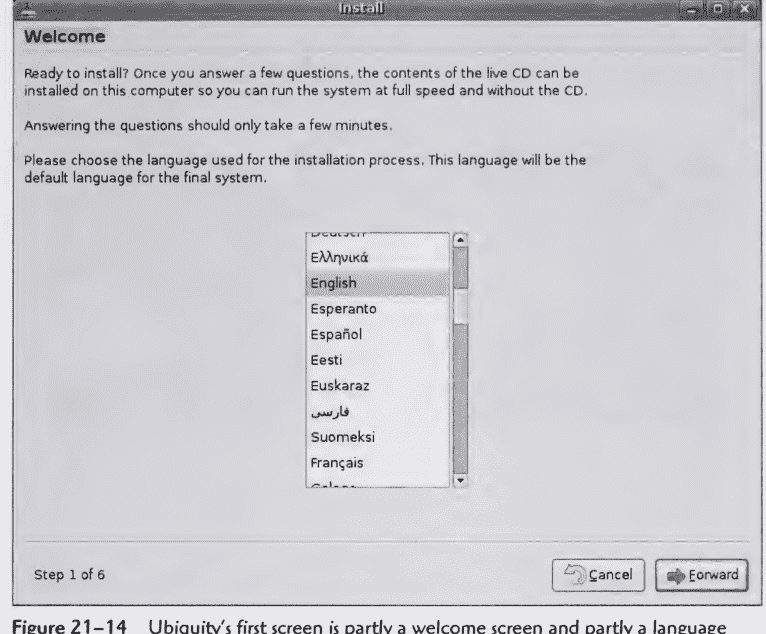 Install
Welcome
Ready to install? Once you answer a few questions, the contents of the live CD can be
installed on this computer so you can run the system at full speed and without the CD.
Answering the questions should only take a few minutes.
Please choose the language used for the installation process. This language will be the
default language for the final system.
Deutsch
Ελληνικά
English
Esperanto
Español
Eesti
Euskaraz
فارسی
Suomeksi
Français
Step 1 of 6
Cancel
Forward
Figure 21–14 Ubiquity's first screen is partly a welcome screen and partly a language